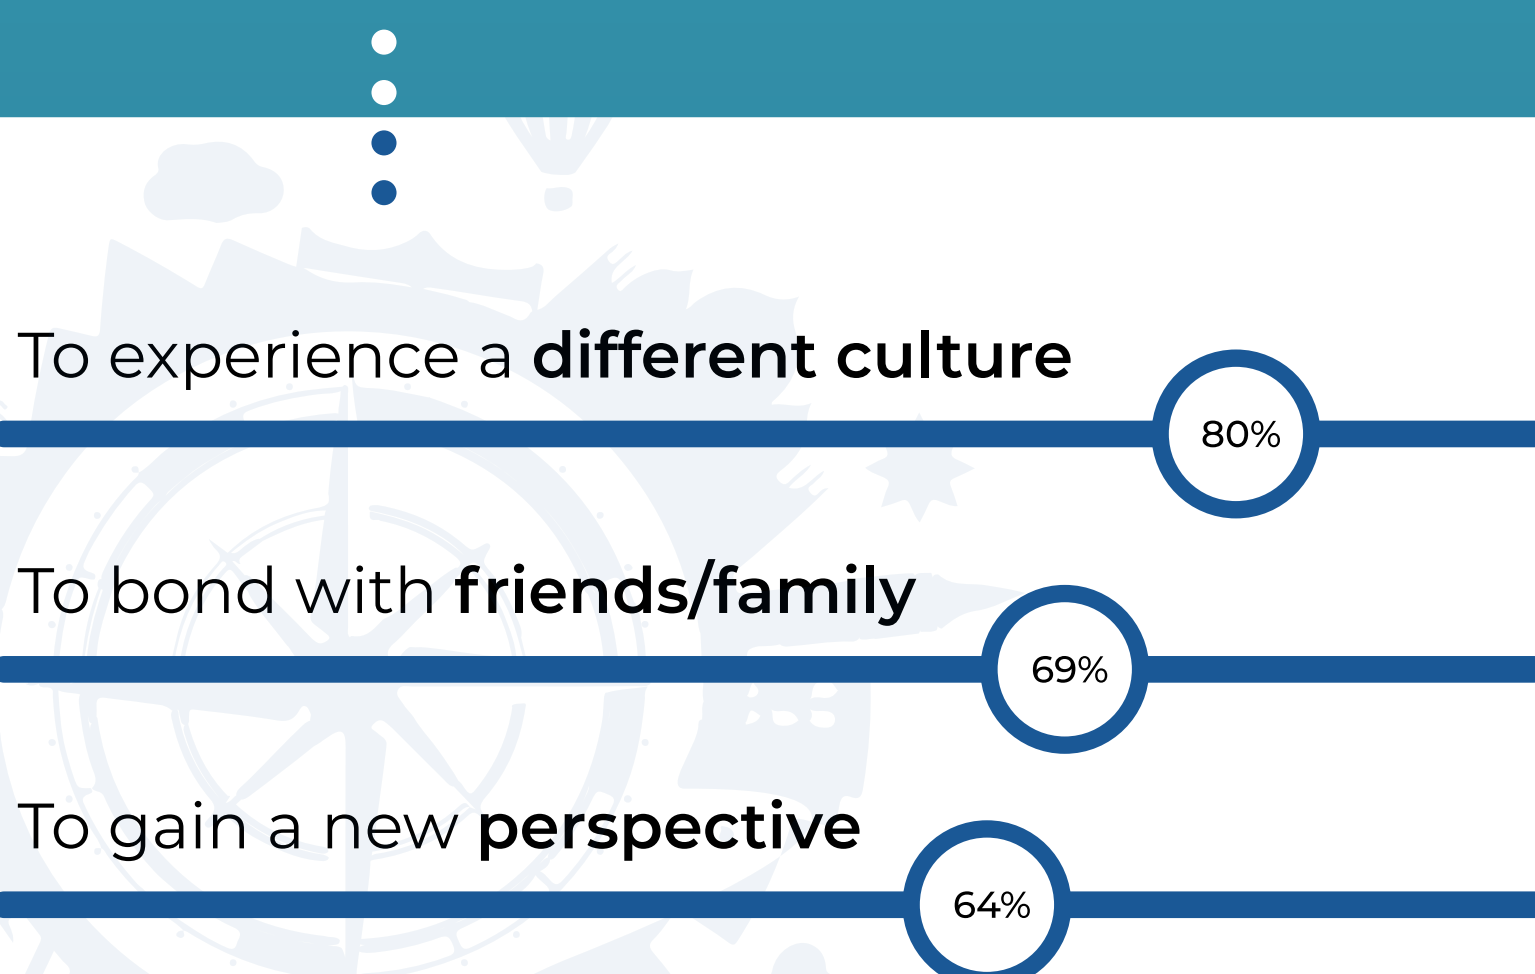 To experience a different culture
80%
To bond with friends/family
69%
To gain a new perspective
64%